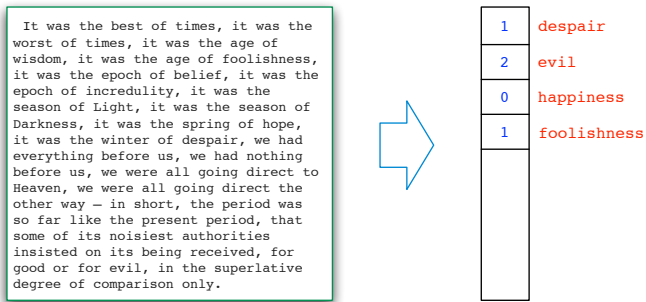 It was the best of times, it was the
worst of times, it was the age of
wisdom, it was the age of foolishness,
it was the epoch of belief, it was the
epoch of incredulity, it was the
season of Light, it was the season of
Darkness, it was the spring of hope,
it was the winter of despair, we had
everything before us, we had nothing
before us, we were all going direct to
Heaven, we were all going direct the
other way – in short, the period was
so far like the present period, that
some of its noisiest authorities
insisted on its being received, for
good or for evil, in the superlative
degree of comparison only.
1 despair
2 evil
0 happiness
1 foolishness